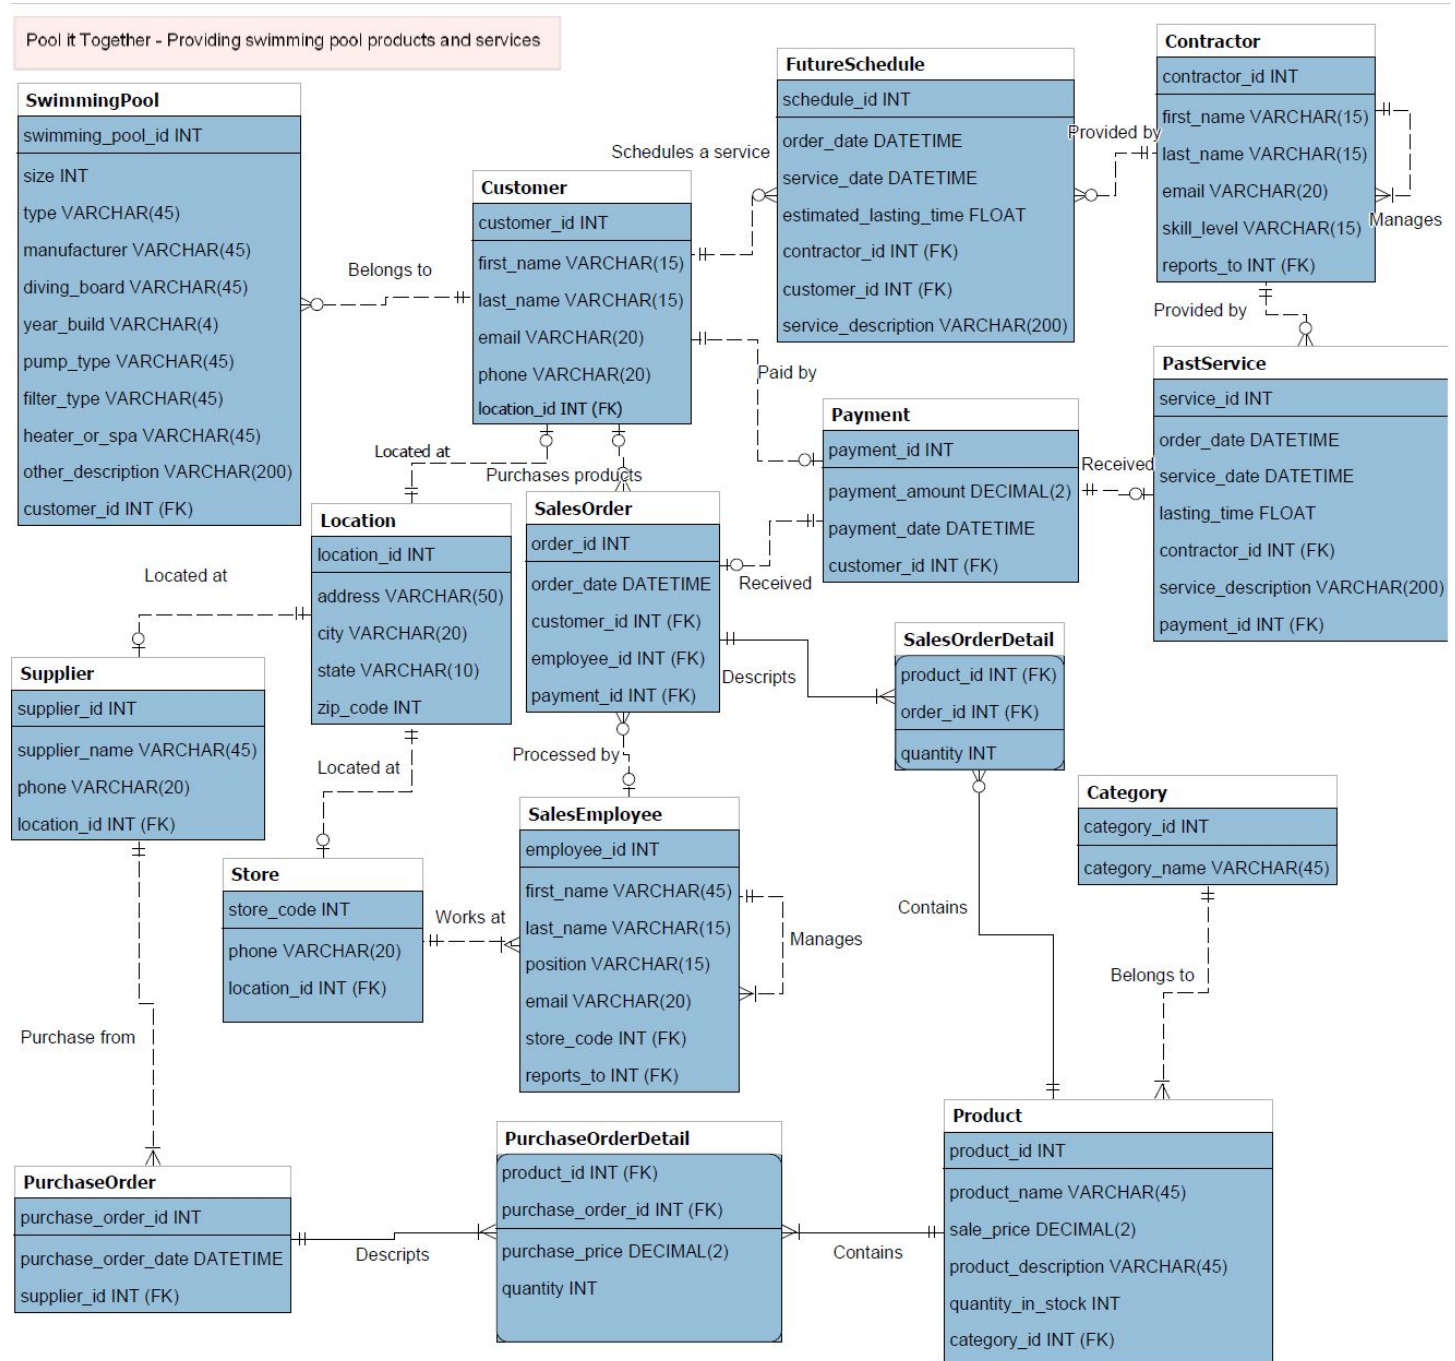 Pool it Together - Providing swimming pool products and services
SwimmingPool
swimming_pool_id INT
size INT
type VARCHAR(45)
manufacturer VARCHAR(45)
diving_board VARCHAR(45)
year_build VARCHAR(4)
pump_type VARCHAR(45)
filter_type VARCHAR(45)
heater_or_spa VARCHAR(45)
other_description VARCHAR(200)
customer_id INT (FK)
Belongs to
Customer
customer_id INT
first_name VARCHAR(15)
last_name VARCHAR(15)
email VARCHAR(20)
phone VARCHAR(20)
location_id INT (FK)
Schedules a service
FutureSchedule
schedule_id INT
order_date DATETIME
service_date DATETIME
estimated_lasting_time FLOAT
contractor_id INT (FK)
customer_id INT (FK)
service_description VARCHAR(200)
Provided by
Contractor
contractor_id INT
first_name VARCHAR(15)
last_name VARCHAR(15)
email VARCHAR(20)
skill_level VARCHAR(15)
reports_to INT (FK)
Manages
Provided by
PastService
service_id INT
order_date DATETIME
service_date DATETIME
lasting_time FLOAT
contractor_id INT (FK)
service_description VARCHAR(200)
payment_id INT (FK)
Paid by
Payment
payment_id INT
payment_amount DECIMAL(2)
payment_date DATETIME
customer_id INT (FK)
Received
Received
Located at
Purchases products
Location
location_id INT
address VARCHAR(50)
city VARCHAR(20)
state VARCHAR(10)
zip_code INT
SalesOrder
order_id INT
order_date DATETIME
customer_id INT (FK)
employee_id INT (FK)
payment_id INT (FK)
Descripts
SalesOrderDetail
product_id INT (FK)
order_id INT (FK)
quantity INT
Located at
Supplier
supplier_id INT
supplier_name VARCHAR(45)
phone VARCHAR(20)
location_id INT (FK)
Located at
Processed by
Store
store_code INT
phone VARCHAR(20)
location_id INT (FK)
Works at
SalesEmployee
employee_id INT
first_name VARCHAR(45)
last_name VARCHAR(15)
position VARCHAR(15)
email VARCHAR(20)
store_code INT (FK)
reports_to INT (FK)
Manages
Contains
Category
category_id INT
category_name VARCHAR(45)
Belongs to
Purchase from
PurchaseOrder
purchase_order_id INT
purchase_order_date DATETIME
supplier_id INT (FK)
Descripts
PurchaseOrderDetail
product_id INT (FK)
purchase_order_id INT (FK)
purchase_price DECIMAL(2)
quantity INT
Contains
Product
product_id INT
product_name VARCHAR(45)
sale_price DECIMAL(2)
product_description VARCHAR(45)
quantity_in_stock INT
category_id INT (FK)